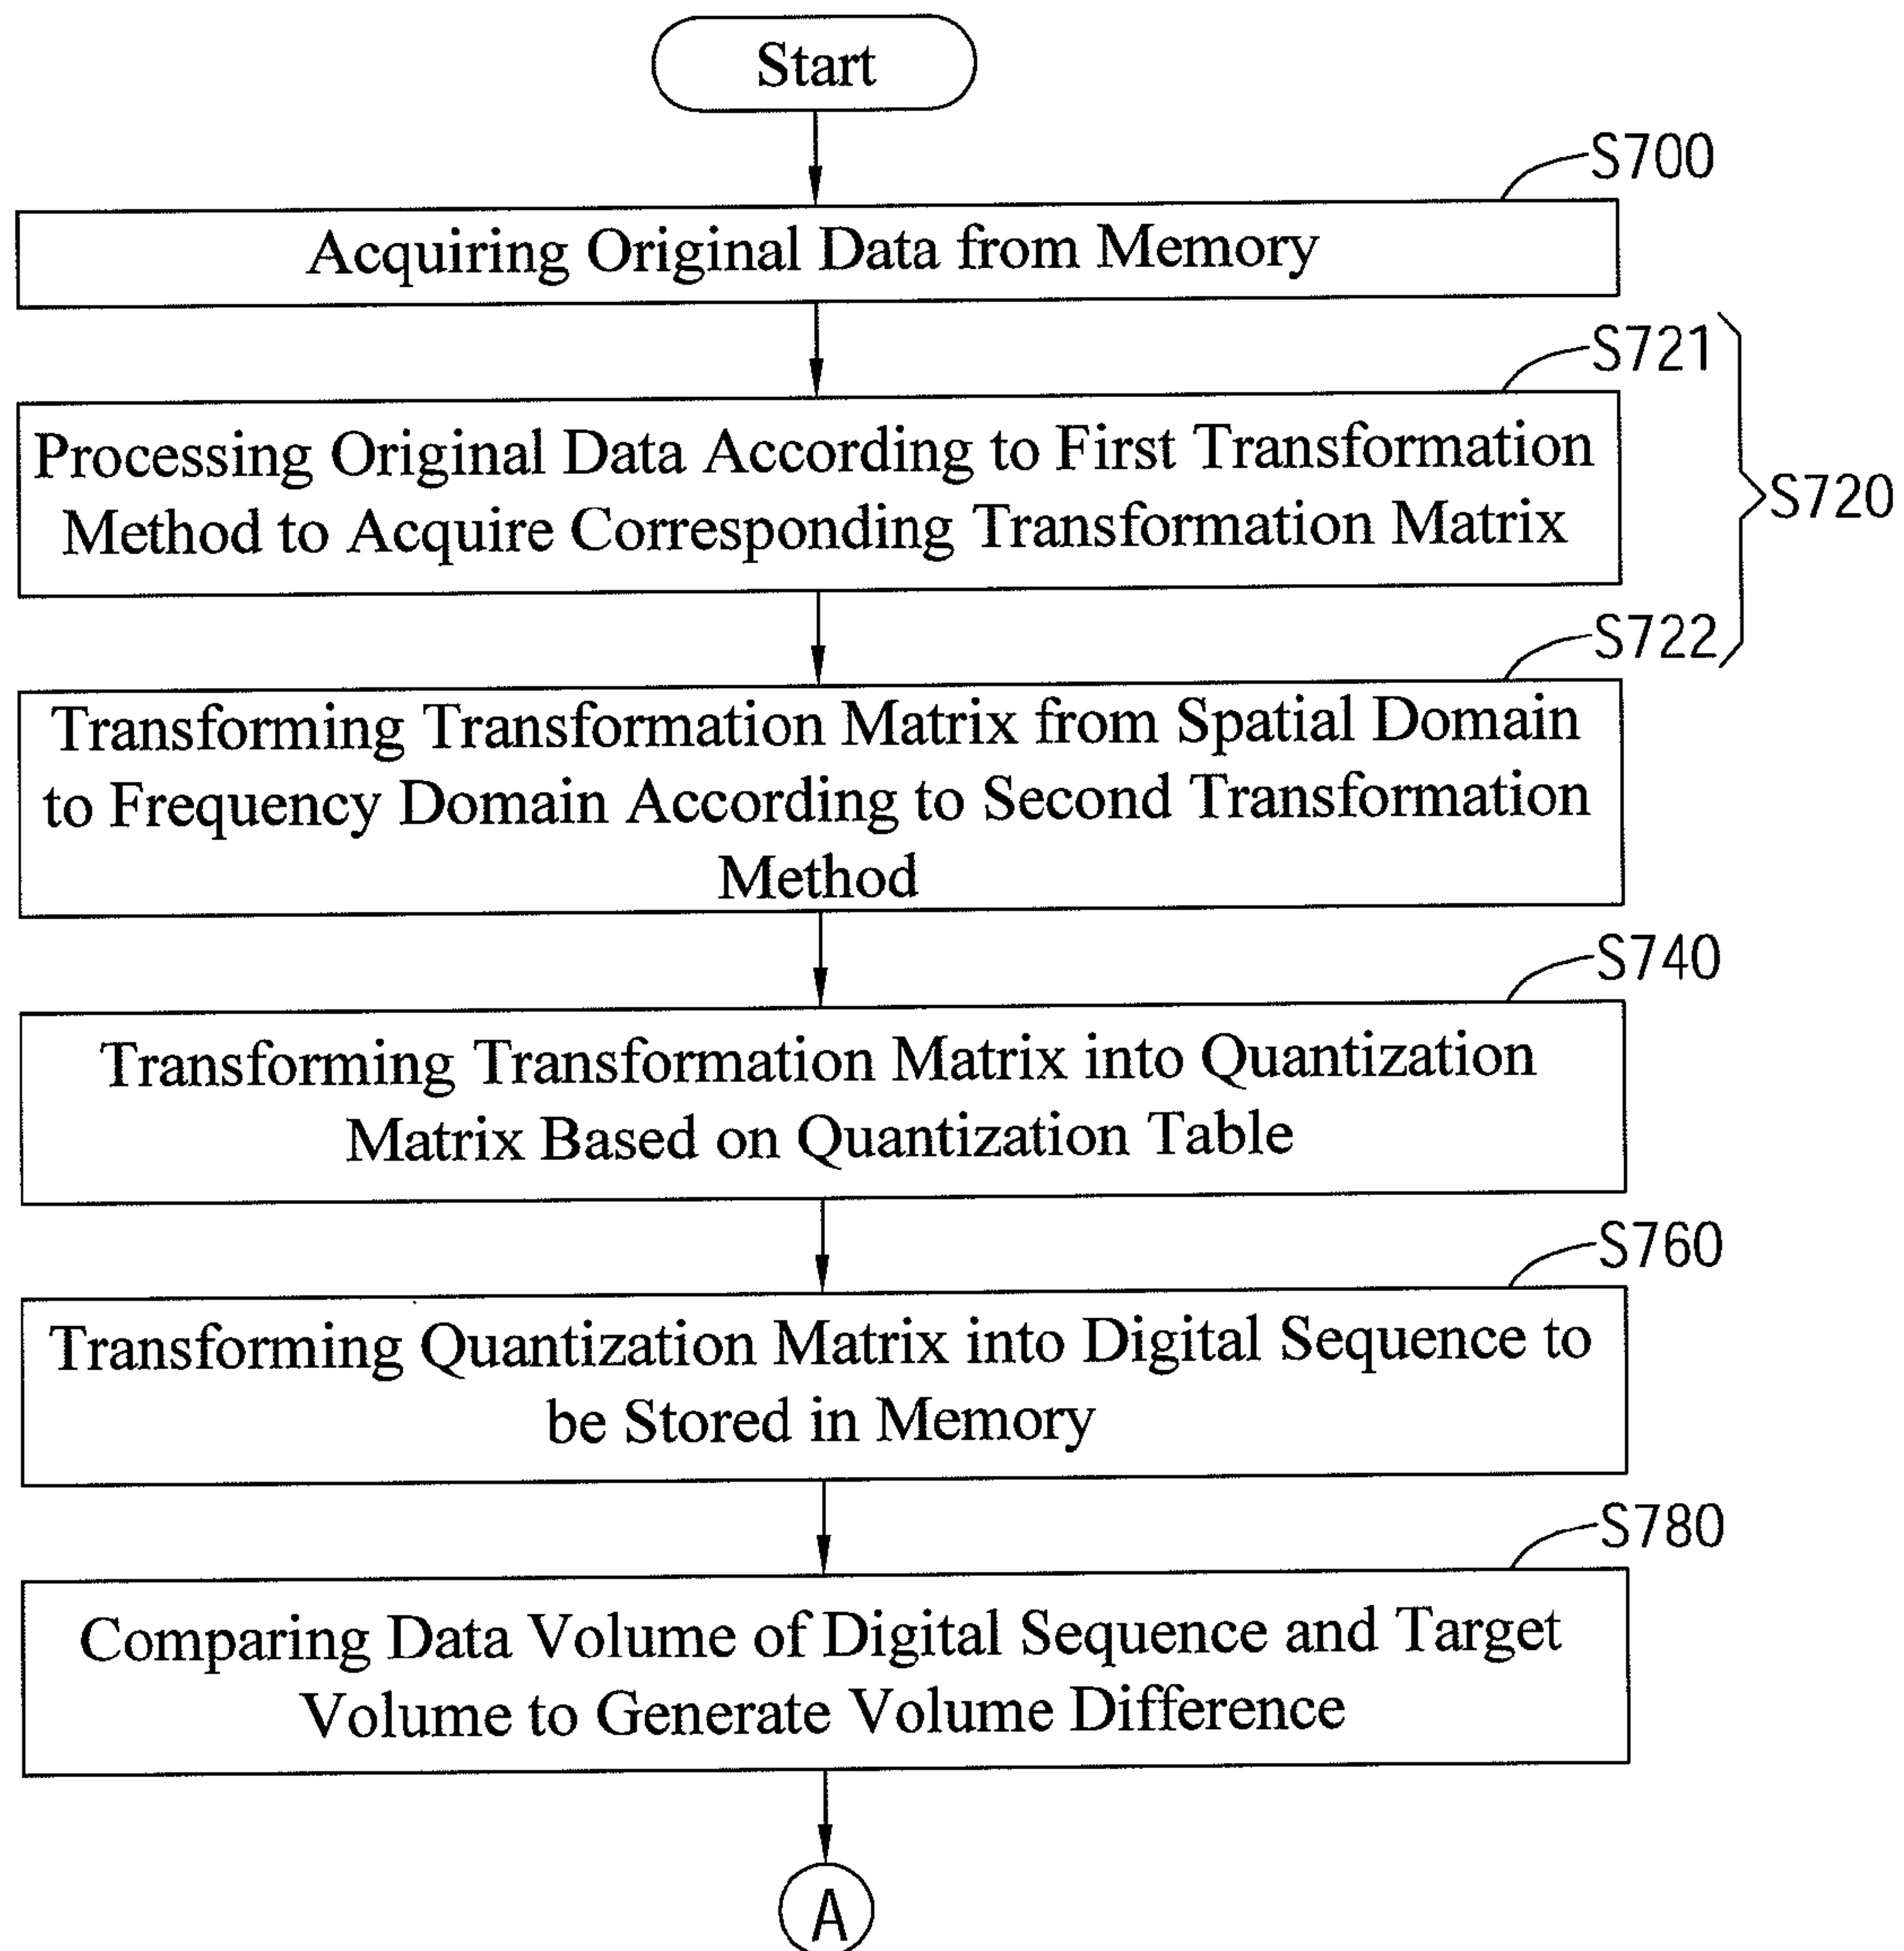 Start
S700
Acquiring Original Data from Memory
S721
Processing Original Data According to First Transformation
Method to Acquire Corresponding Transformation Matrix
S720
S722
Transforming Transformation Matrix from Spatial Domain
to Frequency Domain According to Second Transformation
Method
S740
Transforming Transformation Matrix into Quantization
Matrix Based on Quantization Table
S760
Transforming Quantization Matrix into Digital Sequence to
be Stored in Memory
S780
Comparing Data Volume of Digital Sequence and Target
Volume to Generate Volume Difference
A